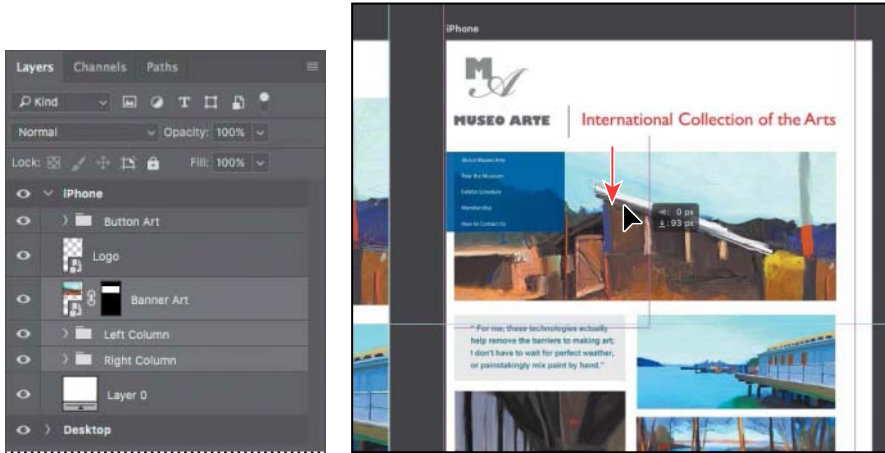 Layers Channels Paths
Kind
Normal Opacity: 100%
Lock: Fill: 100%
iPhone
Button Art
Logo
Banner Art
Left Column
Right Column
Layer 0
Desktop
iPhone
MA
MUSEO ARTE International Collection of the Arts
About Museo Arte
Tour the Museum
Exhibit Schedule
Membership
How to Contact Us
: 0 px
: 93 px
" For me, these technologies actually
help remove the barriers to making art;
I don't have to wait for perfect weather,
or painstakingly mix paint by hand."